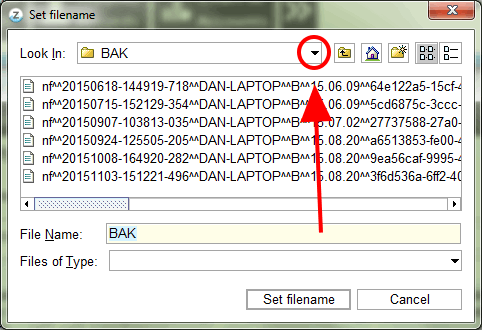 Set filename
Look In: BAK
nf^^20150618-144919-718^^DAN-LAPTOP^^B^^15.06.09^^64e122a5-15cf-4
nf^^20150715-152129-354^^DAN-LAPTOP^^B^^15.06.09^^5cd6875c-3ccc-
nf^^20150907-103813-035^^DAN-LAPTOP^^B^^15.07.02^^27737588-27a0-
nf^^20150924-125505-205^^DAN-LAPTOP^^B^^15.08.20^^a6513853-fe00-4
nf^^20151008-164920-282^^DAN-LAPTOP^^B^^15.08.20^^9ea56caf-9995-4
nf^^20151103-151221-496^^DAN-LAPTOP^^B^^15.08.20^^3f6d536a-6ff2-40
File Name: BAK
Files of Type:
Set filename Cancel